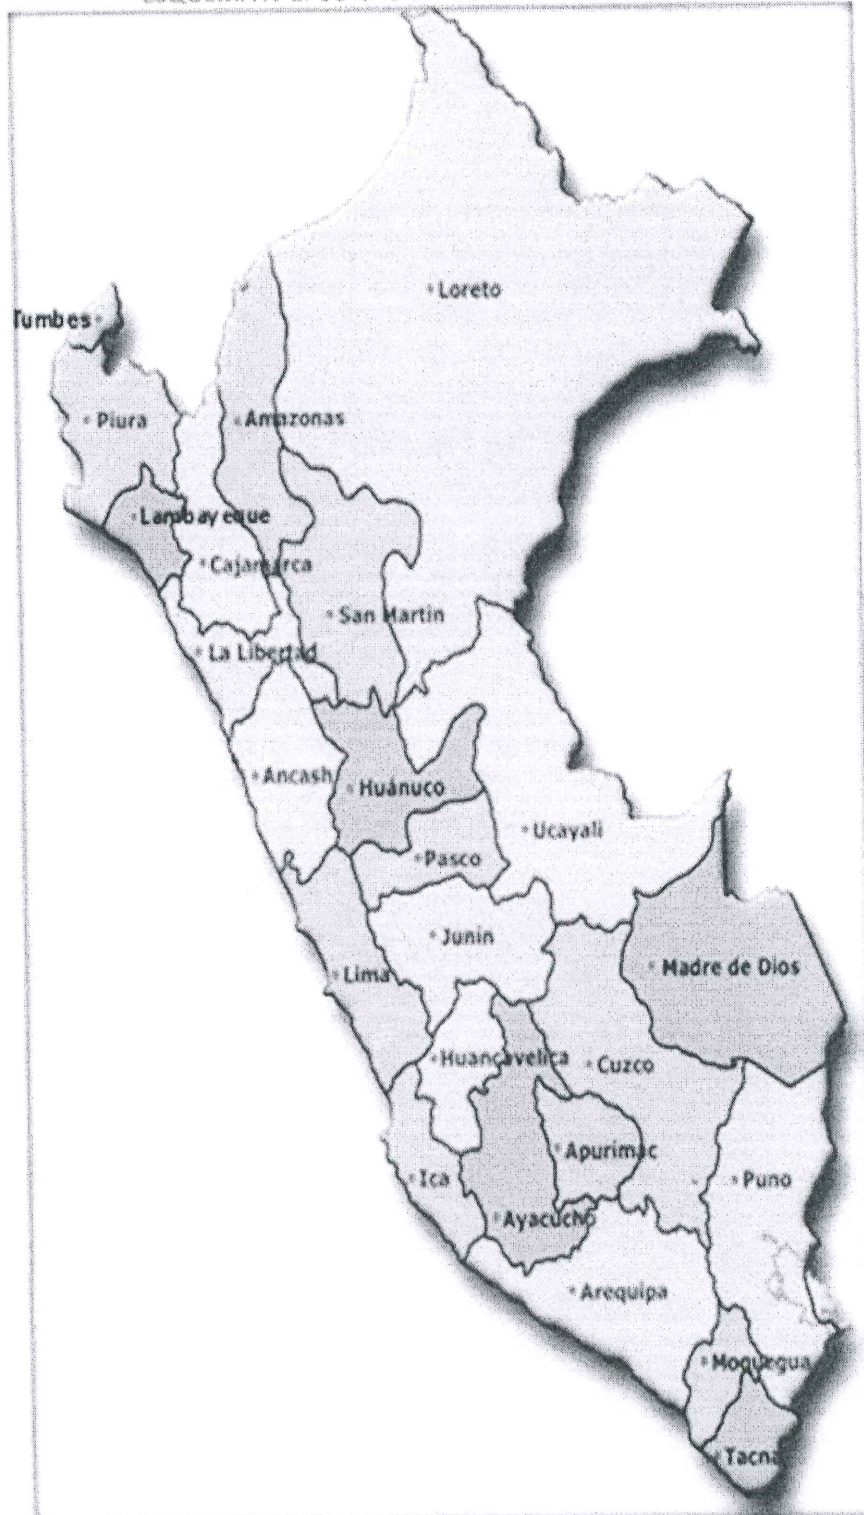 Loreto
Tumbes
Piura
Amazonas
Lambayeque
Cajamarca
San Martin
La Libertad
Ancash
Huánuco
Ucayali
Pasco
Junin
Madre de Dios
Lima
Huancavelica
Cuzco
Apurimac
Ica
Puno
Ayacucho
Arequipa
Moquegua
Tacna